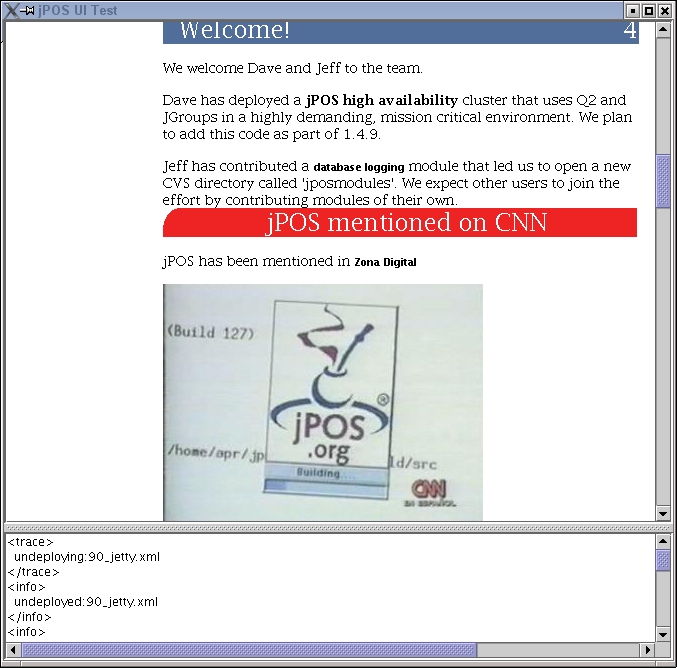 jPOS UI Test
Welcome! 4
We welcome Dave and Jeff to the team.
Dave has deployed a jPOS high availability cluster that uses Q2 and
JGroups in a highly demanding, mission critical environment. We plan
to add this code as part of 1.4.9.
Jeff has contributed a database logging module that led us to open a new
CVS directory called 'jposmodules'. We expect other users to join the
effort by contributing modules of their own.
jPOS mentioned on CNN
jPOS has been mentioned in Zona Digital
(Build 127)
®
jPOS
.org
/home/apr/jp ld/src
Building....
CNN
EN ESPAÑOL
<trace>
undeploying:90_jetty.xml
</trace>
<info>
undeployed:90_jetty.xml
</info>
<info>